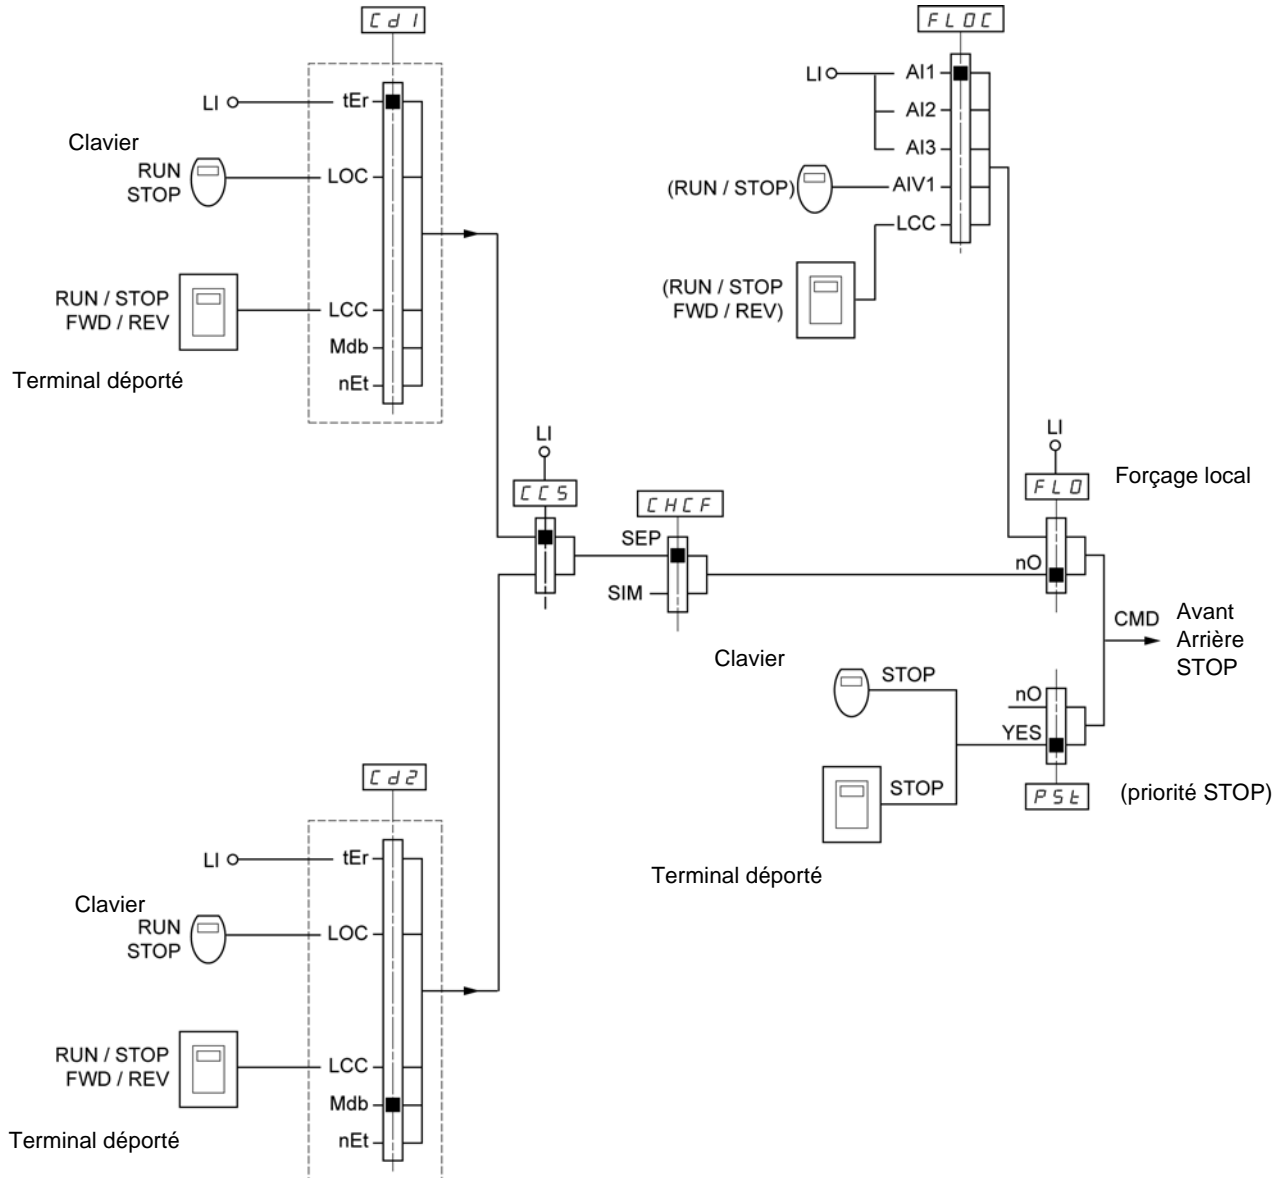 Cd1
LI
tEr
Clavier
RUN
STOP
LOC
RUN / STOP
FWD / REV
LCC
Mdb
nEt
Terminal déporté
FLOC
LI
AI1
AI2
AI3
(RUN / STOP)
AIV1
LCC
(RUN / STOP
FWD / REV)
LI
CCS
CHCF
SEP
SIM
LI
FLO
Forçage local
nO
CMD
Avant
Arrière
STOP
Clavier
STOP
nO
YES
STOP
PSt
(priorité STOP)
Terminal déporté
Cd2
LI
tEr
Clavier
RUN
STOP
LOC
RUN / STOP
FWD / REV
LCC
Mdb
nEt
Terminal déporté